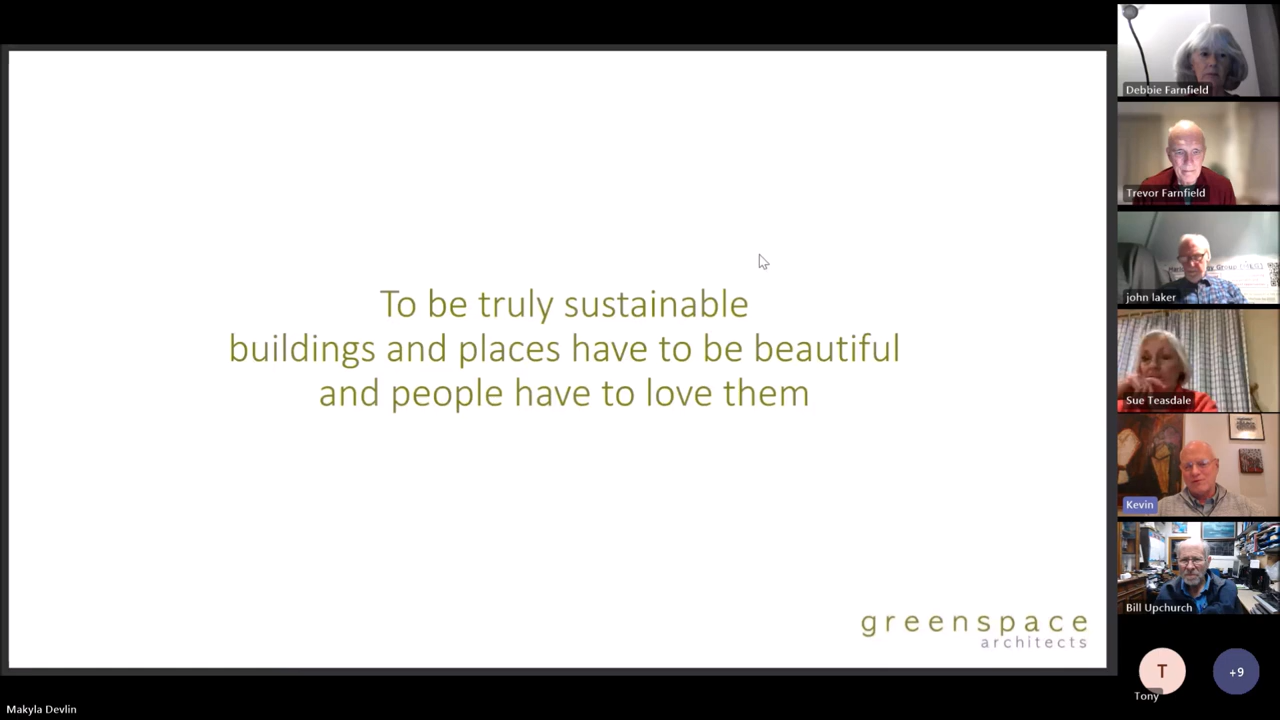 To be truly sustainable
buildings and places have to be beautiful
and people have to love them
greenspace
architects
Debbie Farnfield
Trevor Farnfield
john laker
Sue Teasdale
Kevin
Bill Upchurch
T
+9
Tony
Makyla Devlin